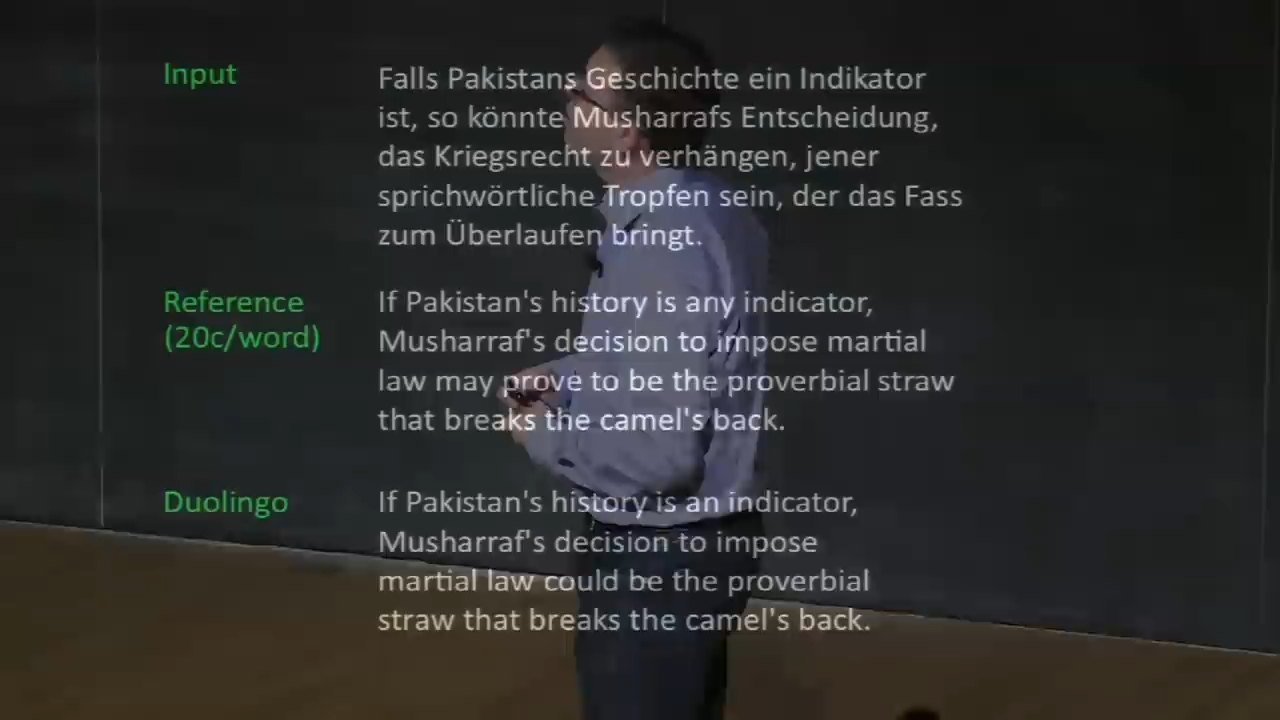 Input
Falls Pakistans Geschichte ein Indikator
ist, so könnte Musharrafs Entscheidung,
das Kriegsrecht zu verhängen, jener
sprichwörtliche Tropfen sein, der das Fass
zum Überlaufen bringt.
Reference
(20c/word)
If Pakistan's history is any indicator,
Musharraf's decision to impose martial
law may prove to be the proverbial straw
that breaks the camel's back.
Duolingo
If Pakistan's history is an indicator,
Musharraf's decision to impose
martial law could be the proverbial
straw that breaks the camel's back.